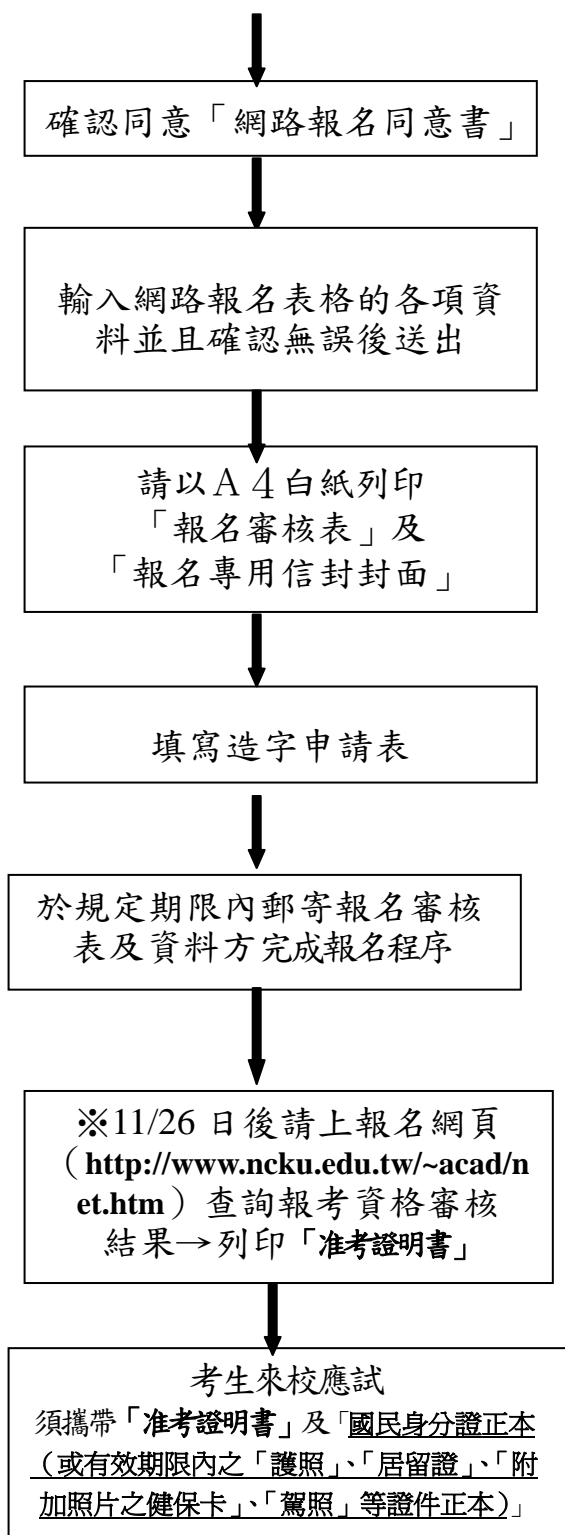 確認同意「網路報名同意書」
輸入網路報名表格的各項資
料並且確認無誤後送出
請以A４白紙列印
「報名審核表」及
「報名專用信封封面」
填寫造字申請表
於規定期限內郵寄報名審核
表及資料方完成報名程序
※11/26 日後請上報名網頁
（http://www.ncku.edu.tw/~acad/n
et.htm）查詢報考資格審核
結果→列印「准考證明書」
考生來校應試
須攜帶「准考證明書」及「國民身分證正本
（或有效期限內之「護照」、「居留證」、「附
加照片之健保卡」、「駕照」等證件正本）」